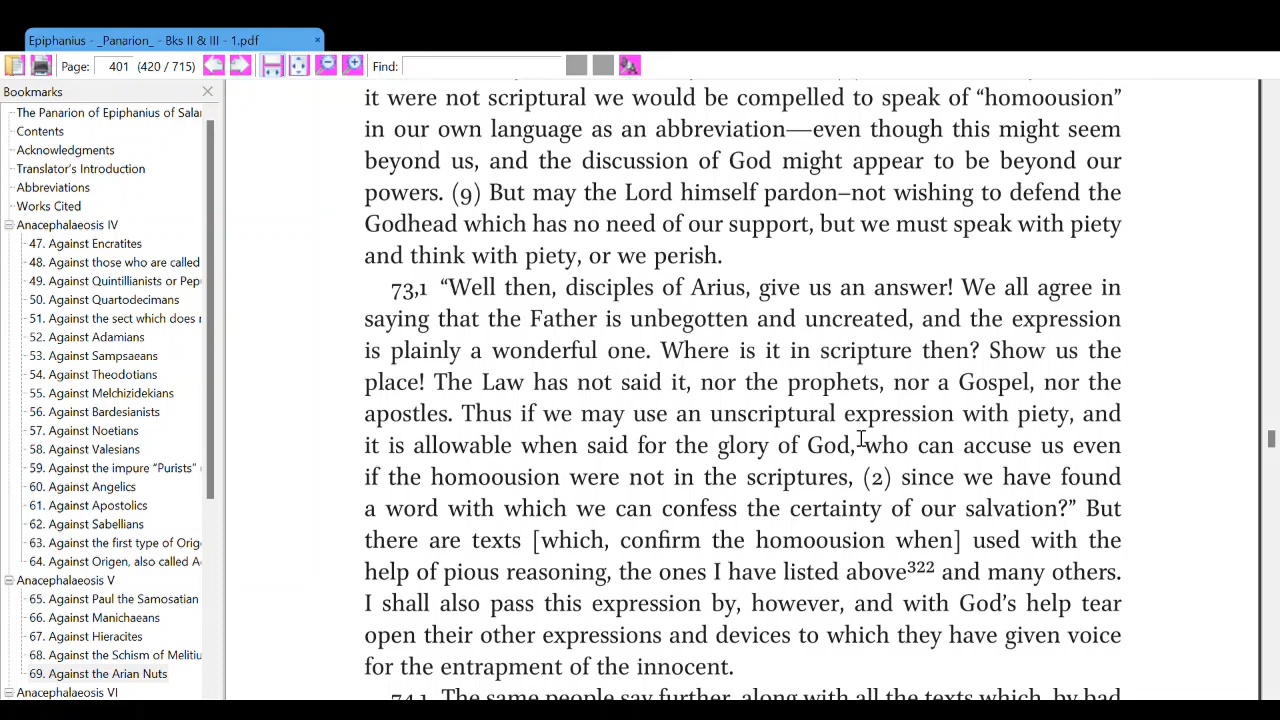 Epiphanius - _Panarion_ - Bks II & III - 1.pdf
×
Page: 401 (420 / 715)
Find:
Bookmarks
The Panarion of Epiphanius of Sala
Contents
Acknowledgments
Translator's Introduction
Abbreviations
Works Cited
Anacephalaeosis IV
47. Against Encratites
48. Against those who are called
49. Against Quintillianists or Pep
50. Against Quartodecimans
51. Against the sect which does r
52. Against Adamians
53. Against Sampsaeans
54. Against Theodotians
55. Against Melchizidekians
56. Against Bardesianists
57. Against Noetians
58. Against Valesians
59. Against the impure "Purists" (
60. Against Angelics
61. Against Apostolics
62. Against Sabellians
63. Against the first type of Orig
64. Against Origen, also called A
Anacephalaeosis V
65. Against Paul the Samosatian
66. Against Manichaeans
67. Against Hieracites
68. Against the Schism of Melitiu
69. Against the Arian Nuts
Anacephalaeosis VI
it were not scriptural we would be compelled to speak of “homoousion”
in our own language as an abbreviation—even though this might seem
beyond us, and the discussion of God might appear to be beyond our
powers. (9) But may the Lord himself pardon–not wishing to defend the
Godhead which has no need of our support, but we must speak with piety
and think with piety, or we perish.
73,1 “Well then, disciples of Arius, give us an answer! We all agree in
saying that the Father is unbegotten and uncreated, and the expression
is plainly a wonderful one. Where is it in scripture then? Show us the
place! The Law has not said it, nor the prophets, nor a Gospel, nor the
apostles. Thus if we may use an unscriptural expression with piety, and
it is allowable when said for the glory of God, who can accuse us even
if the homoousion were not in the scriptures, (2) since we have found
a word with which we can confess the certainty of our salvation?” But
there are texts [which, confirm the homoousion when] used with the
help of pious reasoning, the ones I have listed above322 and many others.
I shall also pass this expression by, however, and with God’s help tear
open their other expressions and devices to which they have given voice
for the entrapment of the innocent.
74,1 The same people say further, along with all the texts which, by bad